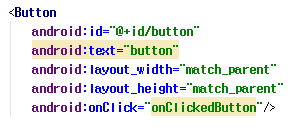 <Button
android:id="@+id/button"
android:text="button"
android:layout_width="match_parent"
android:layout_height="match_parent"
android:onClick="onClickedButton"/>